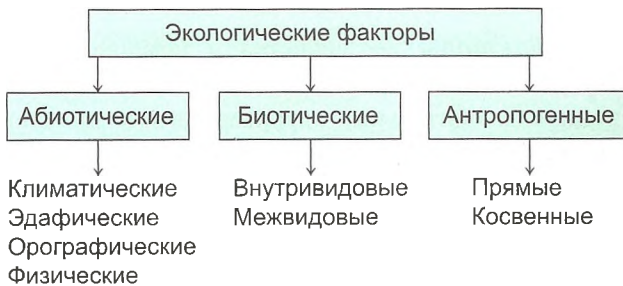 Экологические факторы
Абиотические
Биотические
Антропогенные
Климатические
Эдафические
Орографические
Физические
Внутривидовые
Межвидовые
Прямые
Косвенные